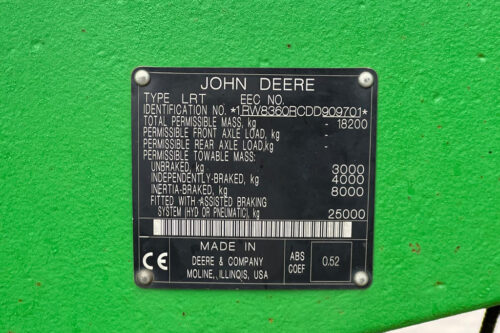 JOHN DEERE
TYPE LRT EEC NO.
IDENTIFICATION NO. *1RW8360RCDD909701*
TOTAL PERMISSIBLE MASS, kg - 18200
PERMISSIBLE FRONT AXLE LOAD, kg -
PERMISSIBLE REAR AXLE LOAD,kg -
PERMISSIBLE TOWABLE MASS:
UNBRAKED, kg 3000
INDEPENDENTLY-BRAKED, kg 4000
INERTIA-BRAKED, kg 8000
FITTED WITH ASSISTED BRAKING
SYSTEM (HYD OR PNEUMATIC), kg 25000
CE
MADE IN
DEERE & COMPANY
MOLINE, ILLINOIS, USA
ABS
COEF
0.52